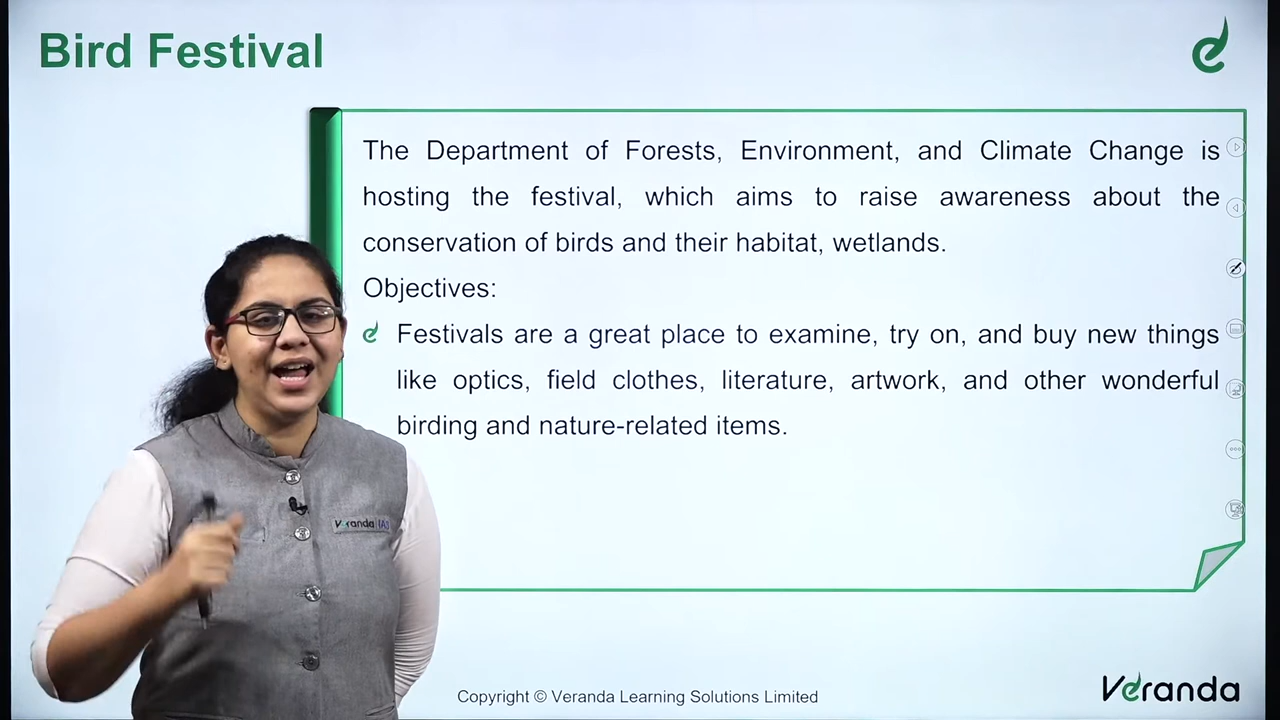 Bird Festival
The Department of Forests, Environment, and Climate Change is
hosting the festival, which aims to raise awareness about the
conservation of birds and their habitat, wetlands.
Objectives:
Festivals are a great place to examine, try on, and buy new things
like optics, field clothes, literature, artwork, and other wonderful
birding and nature-related items.
Veranda IAS
Copyright © Veranda Learning Solutions Limited
Veranda